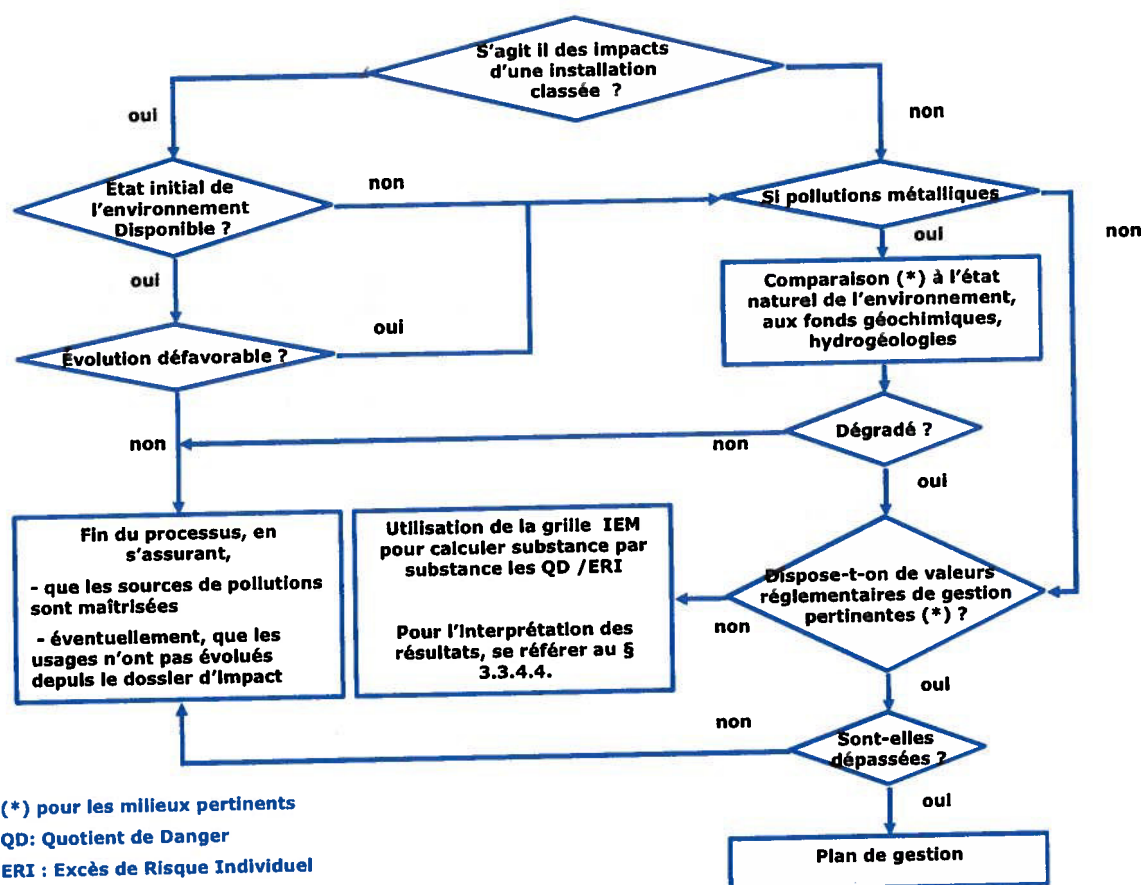 S'agit il des impacts
d'une installation
classée ?
oui
non
État initial de
l'environnement
Disponible ?
non
Si pollutions métalliques
non
oui
oui
Comparaison (*) à l'état
naturel de l'environnement,
aux fonds géochimiques,
hydrogéologies
Évolution défavorable ?
oui
non
Dégradé ?
non
oui
Fin du processus, en
s'assurant,
- que les sources de pollutions
sont maîtrisées
- éventuellement, que les
usages n'ont pas évolués
depuis le dossier d'impact
Utilisation de la grille IEM
pour calculer substance par
substance les QD /ERI
Pour l'interprétation des
résultats, se référer au §
3.3.4.4.
Dispose-t-on de valeurs
réglementaires de gestion
pertinentes (*) ?
non
oui
non
Sont-elles
dépassées ?
oui
Plan de gestion
(*) pour les milieux pertinents
QD: Quotient de Danger
ERI : Excès de Risque Individuel